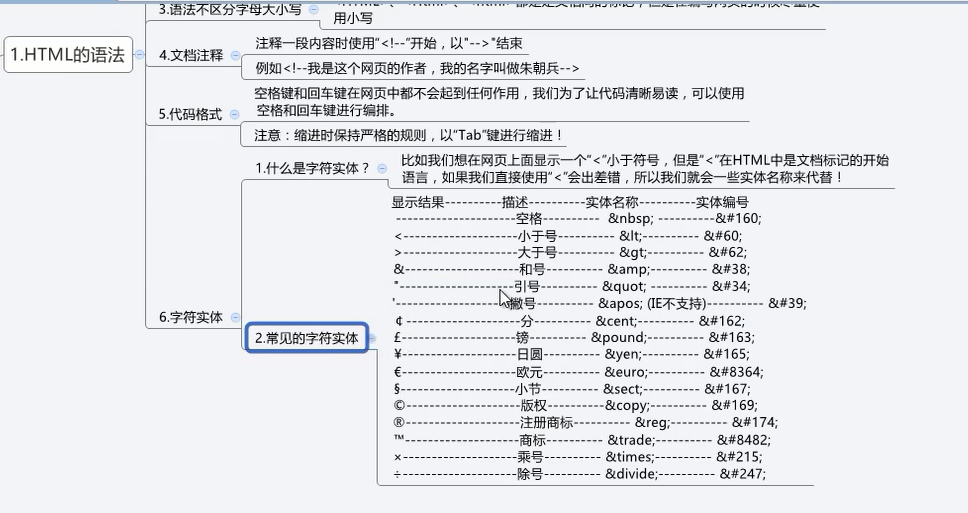 3.语法不区分字母大小写
用小写
1.HTML的语法
4.文档注释
注释一段内容时使用“<!--”开始，以"-->"结束
例如<!--我是这个网页的作者，我的名字叫做朱朝兵-->
5.代码格式
空格键和回车键在网页中都不会起到任何作用，我们为了让代码清晰易读，可以使用
空格和回车键进行编排。
注意：缩进时保持严格的规则，以“Tab”键进行缩进！
6.字符实体
1.什么是字符实体？
比如我们想在网页上面显示一个“<”小于符号，但是“<”在HTML中是文档标记的开始
语言，如果我们直接使用“<”会出差错，所以我们就会一些实体名称来代替！
2.常见的字符实体
显示结果----------描述----------实体名称----------实体编号
---------------------空格---------- &nbsp; ----------&#160;
<--------------------小于号---------- &lt;---------- &#60;
>--------------------大于号---------- &gt;---------- &#62;
&--------------------和号---------- &amp;---------- &#38;
"--------------------引号---------- &quot; ---------- &#34;
'--------------------撇号---------- &apos; (IE不支持)---------- &#39;
¢ --------------------分---------- &cent;---------- &#162;
£--------------------镑---------- &pound;---------- &#163;
¥--------------------日圆---------- &yen;---------- &#165;
€--------------------欧元---------- &euro;---------- &#8364;
§--------------------小节---------- &sect;---------- &#167;
©--------------------版权----------&copy;---------- &#169;
®--------------------注册商标---------- &reg;---------- &#174;
™--------------------商标---------- &trade;---------- &#8482;
×--------------------乘号---------- &times;---------- &#215;
÷--------------------除号---------- &divide;---------- &#247;